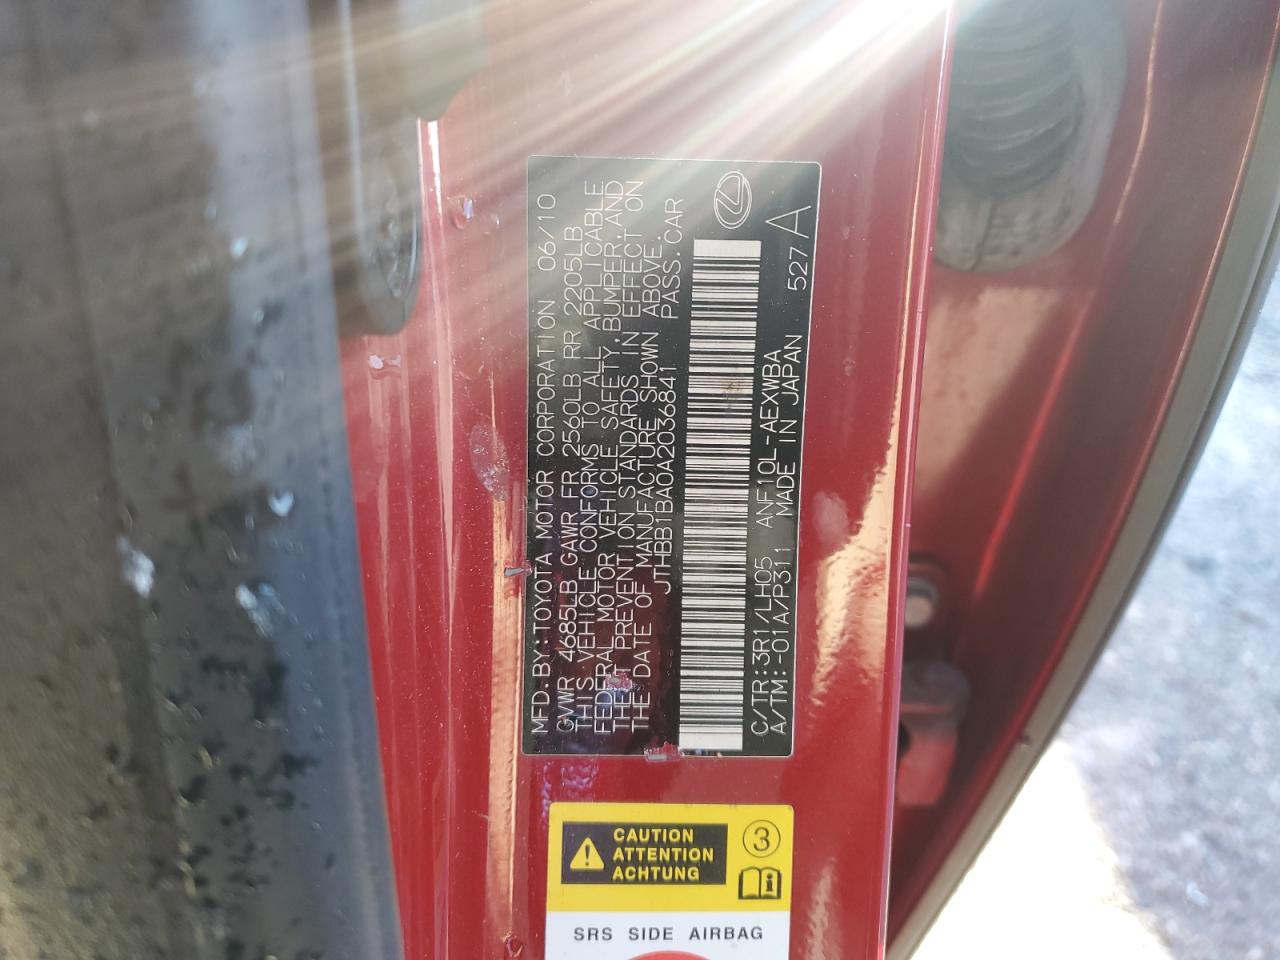 MFD. BY: TOYOTA MOTOR CORPORATION 06/10
GVWR 4685LB GAWR FR 2560LB RR 2205LB
THIS VEHICLE CONFORMS TO ALL APPLICABLE
FEDERAL MOTOR VEHICLE SAFETY, BUMPER, AND
THEFT PREVENTION STANDARDS IN EFFECT ON
THE DATE OF MANUFACTURE SHOWN ABOVE.
JTHBB1BA0A2036841 PASS. CAR
C/TR: 3R1/LH05 ANF10L-AEXWBA 527
A/TM: -01A/P311 MADE IN JAPAN A
CAUTION
ATTENTION
ACHTUNG
3
SRS SIDE AIRBAG